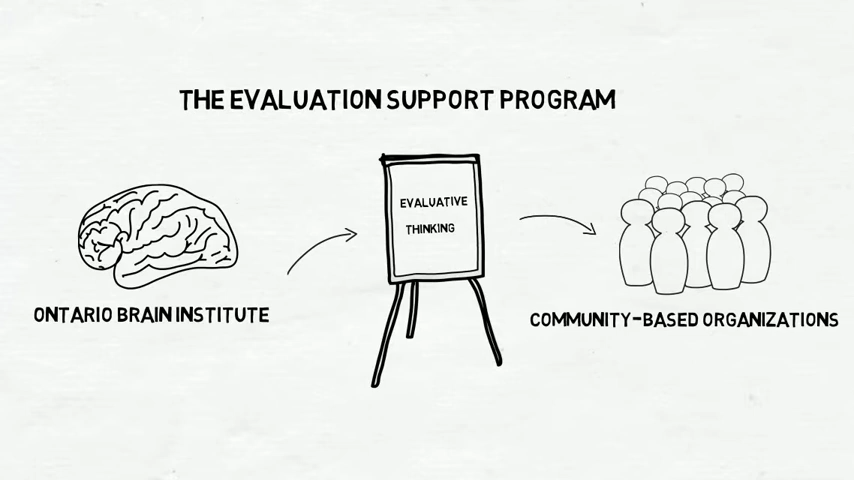 THE EVALUATION SUPPORT PROGRAM
EVALUATIVE
THINKING
ONTARIO BRAIN INSTITUTE
COMMUNITY-BASED ORGANIZATIONS